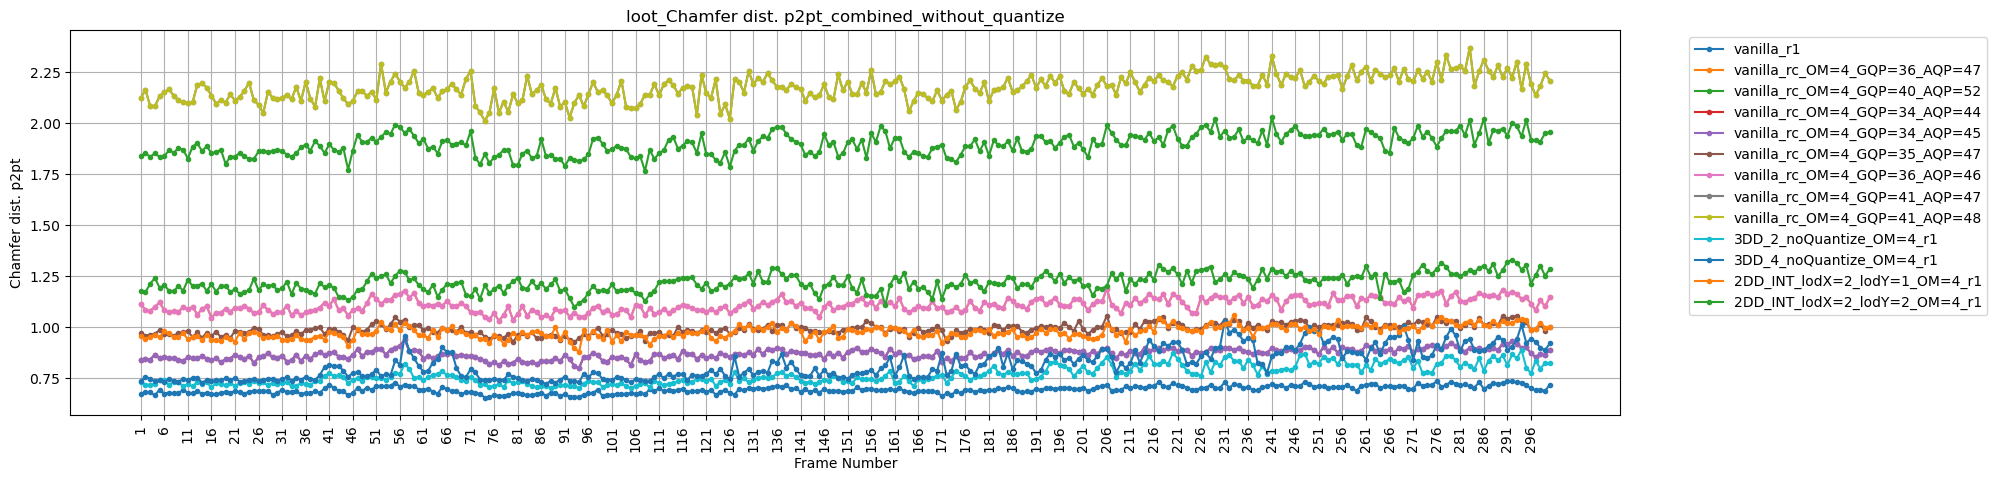 loot_Chamfer dist. p2pt_combined_without_quantize
Chamfer dist. p2pt
2.25
2.00
1.75
1.50
1.25
1.00
0.75
1 6 11 16 21 26 31 36 41 46 51 56 61 66 71 76 81 86 91 96 101 106 111 116 121 126 131 136 141 146 151 156 161 166 171 176 181 186 191 196 201 206 211 216 221 226 231 236 241 246 251 256 261 266 271 276 281 286 291 296
Frame Number
vanilla_r1
vanilla_rc_OM=4_GQP=36_AQP=47
vanilla_rc_OM=4_GQP=40_AQP=52
vanilla_rc_OM=4_GQP=34_AQP=44
vanilla_rc_OM=4_GQP=34_AQP=45
vanilla_rc_OM=4_GQP=35_AQP=47
vanilla_rc_OM=4_GQP=36_AQP=46
vanilla_rc_OM=4_GQP=41_AQP=47
vanilla_rc_OM=4_GQP=41_AQP=48
3DD_2_noQuantize_OM=4_r1
3DD_4_noQuantize_OM=4_r1
2DD_INT_lodX=2_lodY=1_OM=4_r1
2DD_INT_lodX=2_lodY=2_OM=4_r1